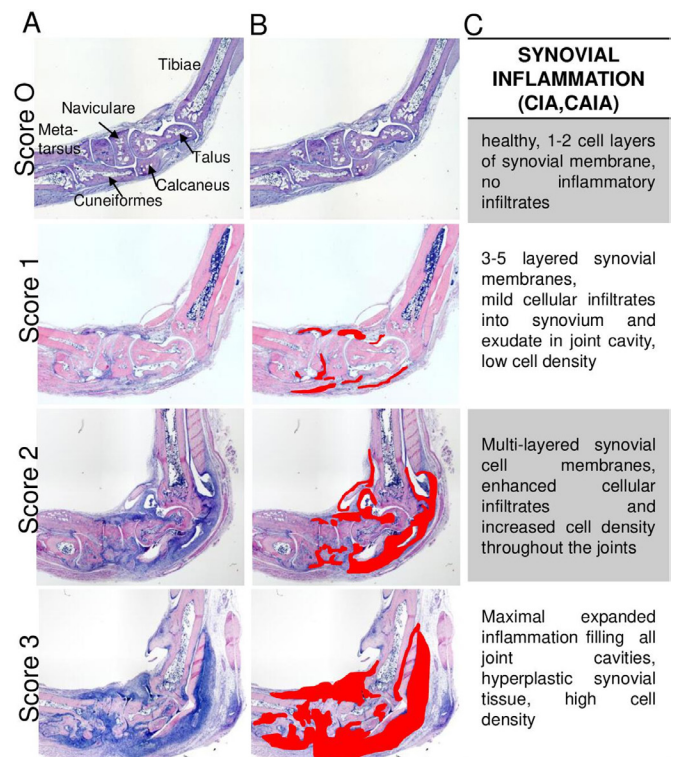 A
B
C
Score O
Tibiae
Naviculare
Meta-
tarsus
Talus
Calcaneus
Cuneiformes
SYNOVIAL
INFLAMMATION
(CIA,CAIA)
healthy, 1-2 cell layers
of synovial membrane,
no inflammatory
infiltrates
Score 1
3-5 layered synovial
membranes,
mild cellular infiltrates
into synovium and
exudate in joint cavity,
low cell density
Score 2
Multi-layered synovial
cell membranes,
enhanced cellular
infiltrates and
increased cell density
throughout the joints
Score 3
Maximal expanded
inflammation filling all
joint cavities,
hyperplastic synovial
tissue, high cell
density